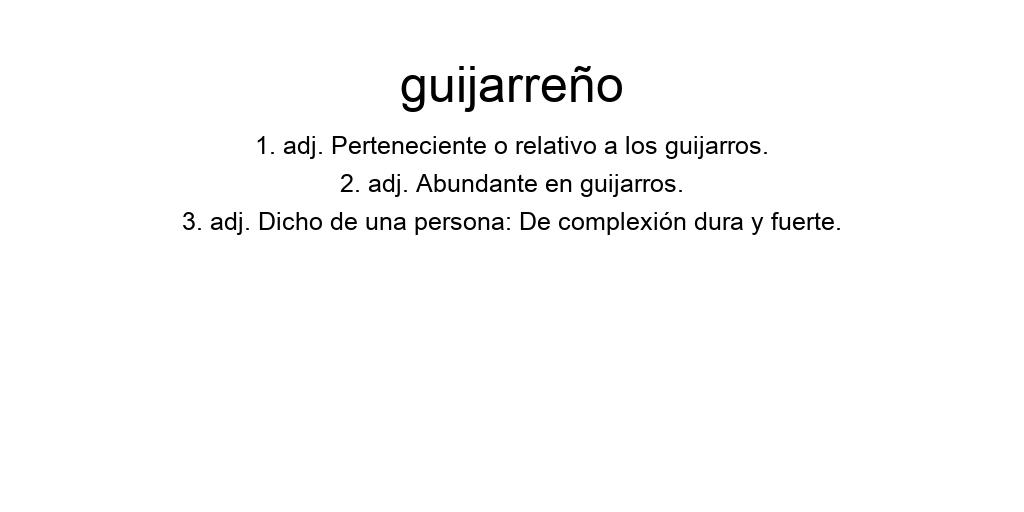 guijarreño
1. adj. Perteneciente o relativo a los guijarros.
2. adj. Abundante en guijarros.
3. adj. Dicho de una persona: De complexión dura y fuerte.